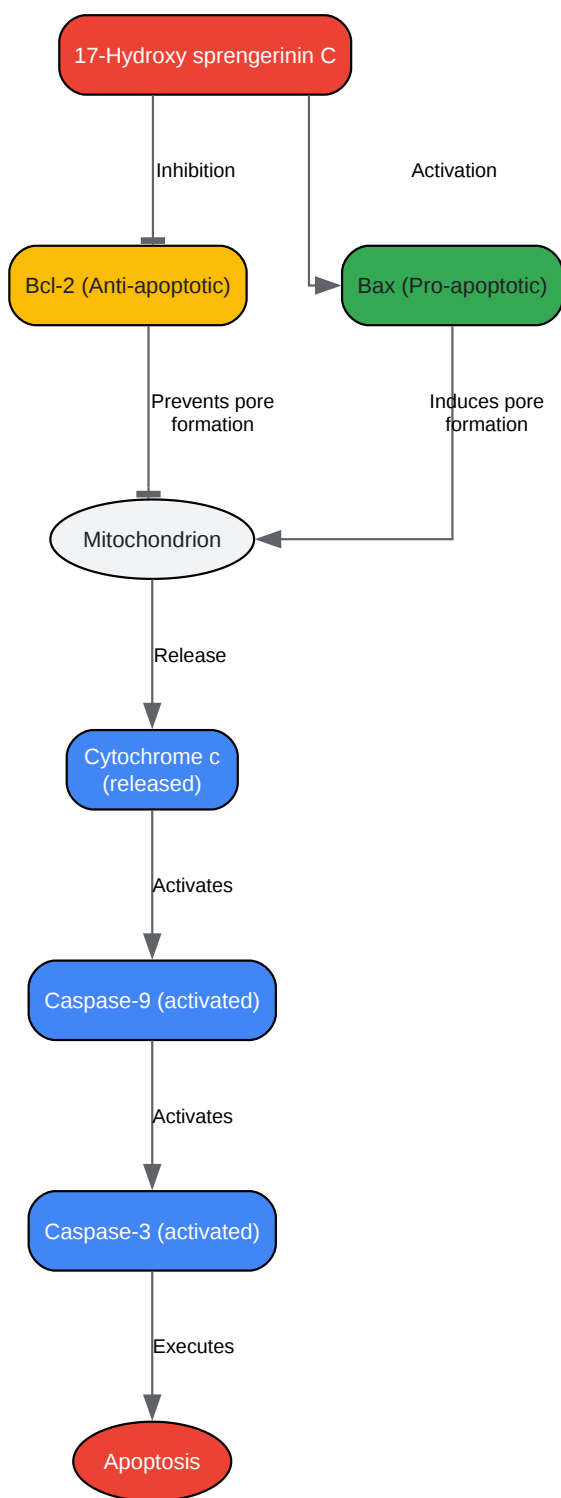 17-Hydroxy sprengerinin C
Inhibition
Activation
Bcl-2 (Anti-apoptotic)
Bax (Pro-apoptotic)
Prevents pore
formation
Induces pore
formation
Mitochondrion
Release
Cytochrome c
(released)
Activates
Caspase-9 (activated)
Activates
Caspase-3 (activated)
Executes
Apoptosis